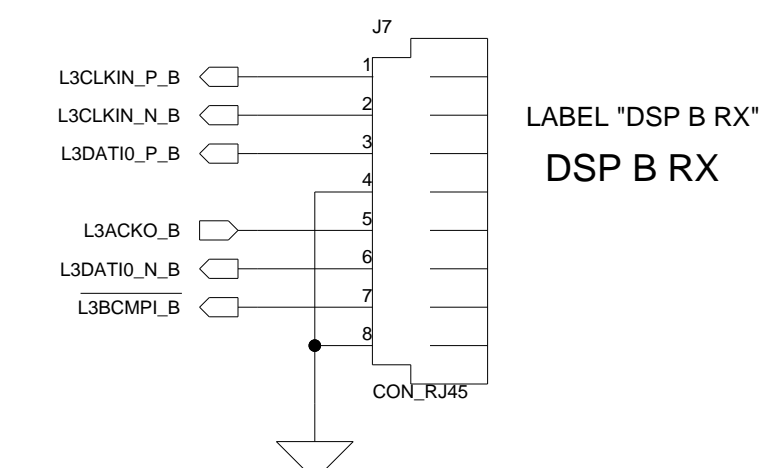 J7
L3CLKIN_P_B
1
L3CLKIN_N_B
2
L3DATI0_P_B
3
4
L3ACKO_B
5
L3DATI0_N_B
6
L3BCMPI_B
7
8
CON_RJ45
LABEL "DSP B RX"
DSP B RX